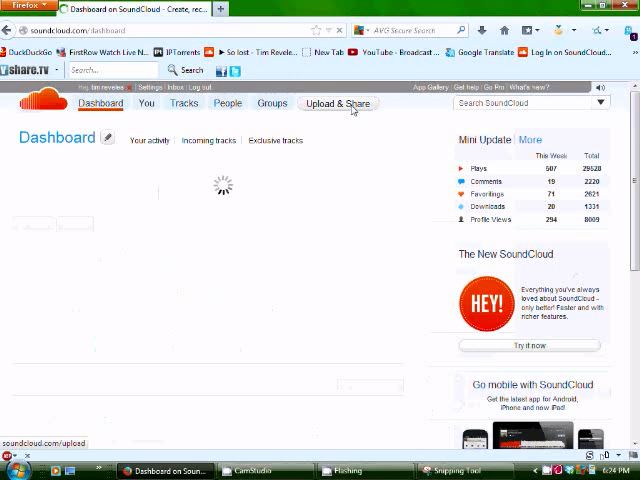 Firefox
Dashboard on SoundCloud - Create, rec...
soundcloud.com/dashboard
AVG Secure Search
DuckDuckGo
FirstRow Watch Live ...
IPTorrents
So lost - Tim Revele...
New Tab
YouTube - Broadcast ...
Google Translate
Log In on SoundCloud
share.TV
Search...
Search
Hey, tim reveles
Settings
Inbox
Log out
App Gallery
Get help
Go Pro
What's new?
Dashboard
You
Tracks
People
Groups
Upload & Share
Search SoundCloud
Dashboard
Your activity
Incoming tracks
Exclusive tracks
Mini Update
More
This Week
Total
Plays 507 29528
Comments 19 2220
Favoritings 71 2621
Downloads 20 1331
Profile Views 294 8009
The New SoundCloud
HEY!
Everything you've always
loved about SoundCloud -
only better! Faster and with
richer features.
Try it now
Go mobile with SoundCloud
Get the latest app for Android,
iPhone and now iPad!
soundcloud.com/upload
Dashboard on Soun...
CamStudio
Flashing
Snipping Tool
6:24 PM